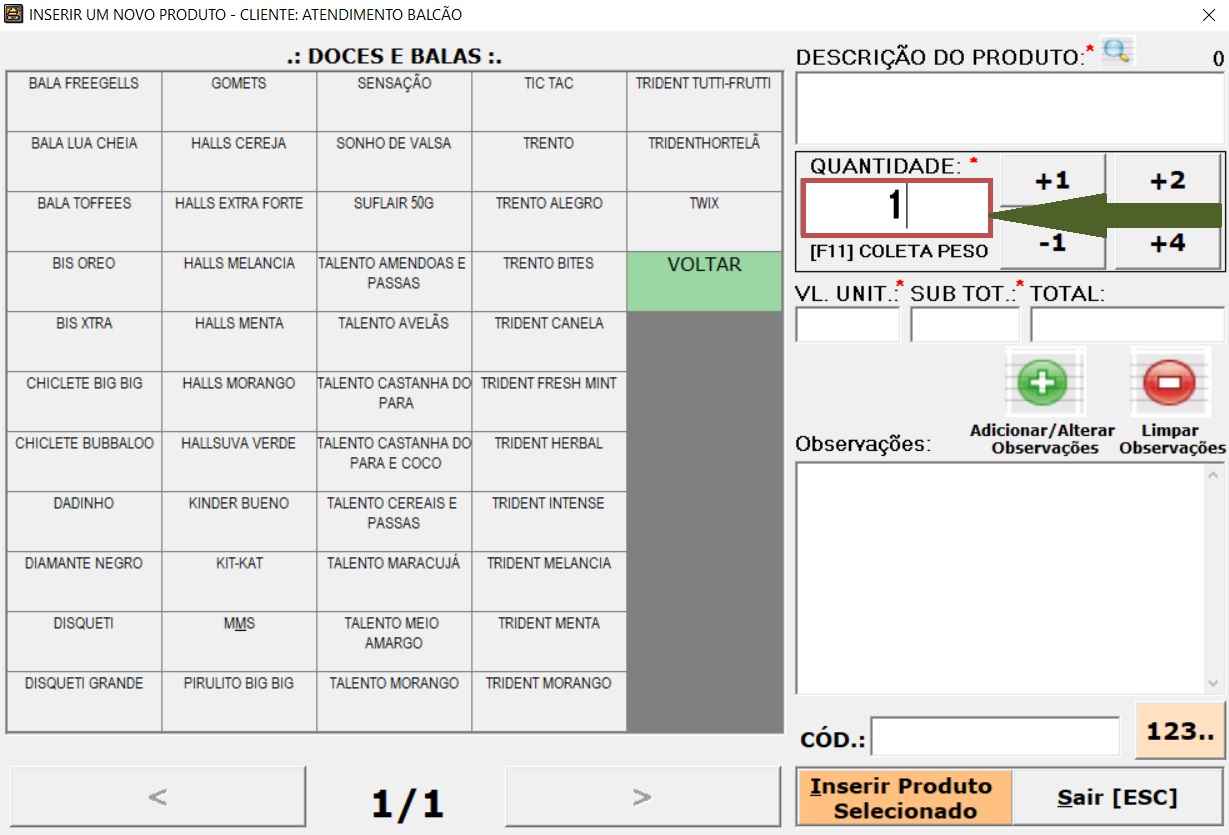 INSERIR UM NOVO PRODUTO - CLIENTE: ATENDIMENTO BALCÃO
.: DOCES E BALAS :.
BALA FREEGELLS GOMETS SENSAÇÃO TIC TAC TRIDENT TUTTI-FRUTTI
BALA LUA CHEIA HALLS CEREJA SONHO DE VALSA TRENTO TRIDENTHORTELÃ
BALA TOFFEES HALLS EXTRA FORTE SUFLAIR 50G TRENTO ALEGRO TWIX
BIS OREO HALLS MELANCIA TALENTO AMENDOAS E TRENTO BITES VOLTAR
PASSAS
BIS XTRA HALLS MENTA TALENTO AVELÃS TRIDENT CANELA
CHICLETE BIG BIG HALLS MORANGO TALENTO CASTANHA DO TRIDENT FRESH MINT
PARA
CHICLETE BUBBALOO HALLSUVA VERDE TALENTO CASTANHA DO TRIDENT HERBAL
PARA E COCO
DADINHO KINDER BUENO TALENTO CEREAIS E TRIDENT INTENSE
PASSAS
DIAMANTE NEGRO KIT-KAT TALENTO MARACUJÁ TRIDENT MELANCIA
DISQUETI MMS TALENTO MEIO TRIDENT MENTA
AMARGO
DISQUETI GRANDE PIRULITO BIG BIG TALENTO MORANGO TRIDENT MORANGO
< 1/1 >
DESCRIÇÃO DO PRODUTO:* 0
QUANTIDADE: * +1 +2
1
[F11] COLETA PESO -1 +4
VL. UNIT.:* SUB TOT.:* TOTAL:
Adicionar/Alterar Limpar
Observações: Observações Observações
CÓD.: 123..
Inserir Produto
Selecionado
Sair [ESC]